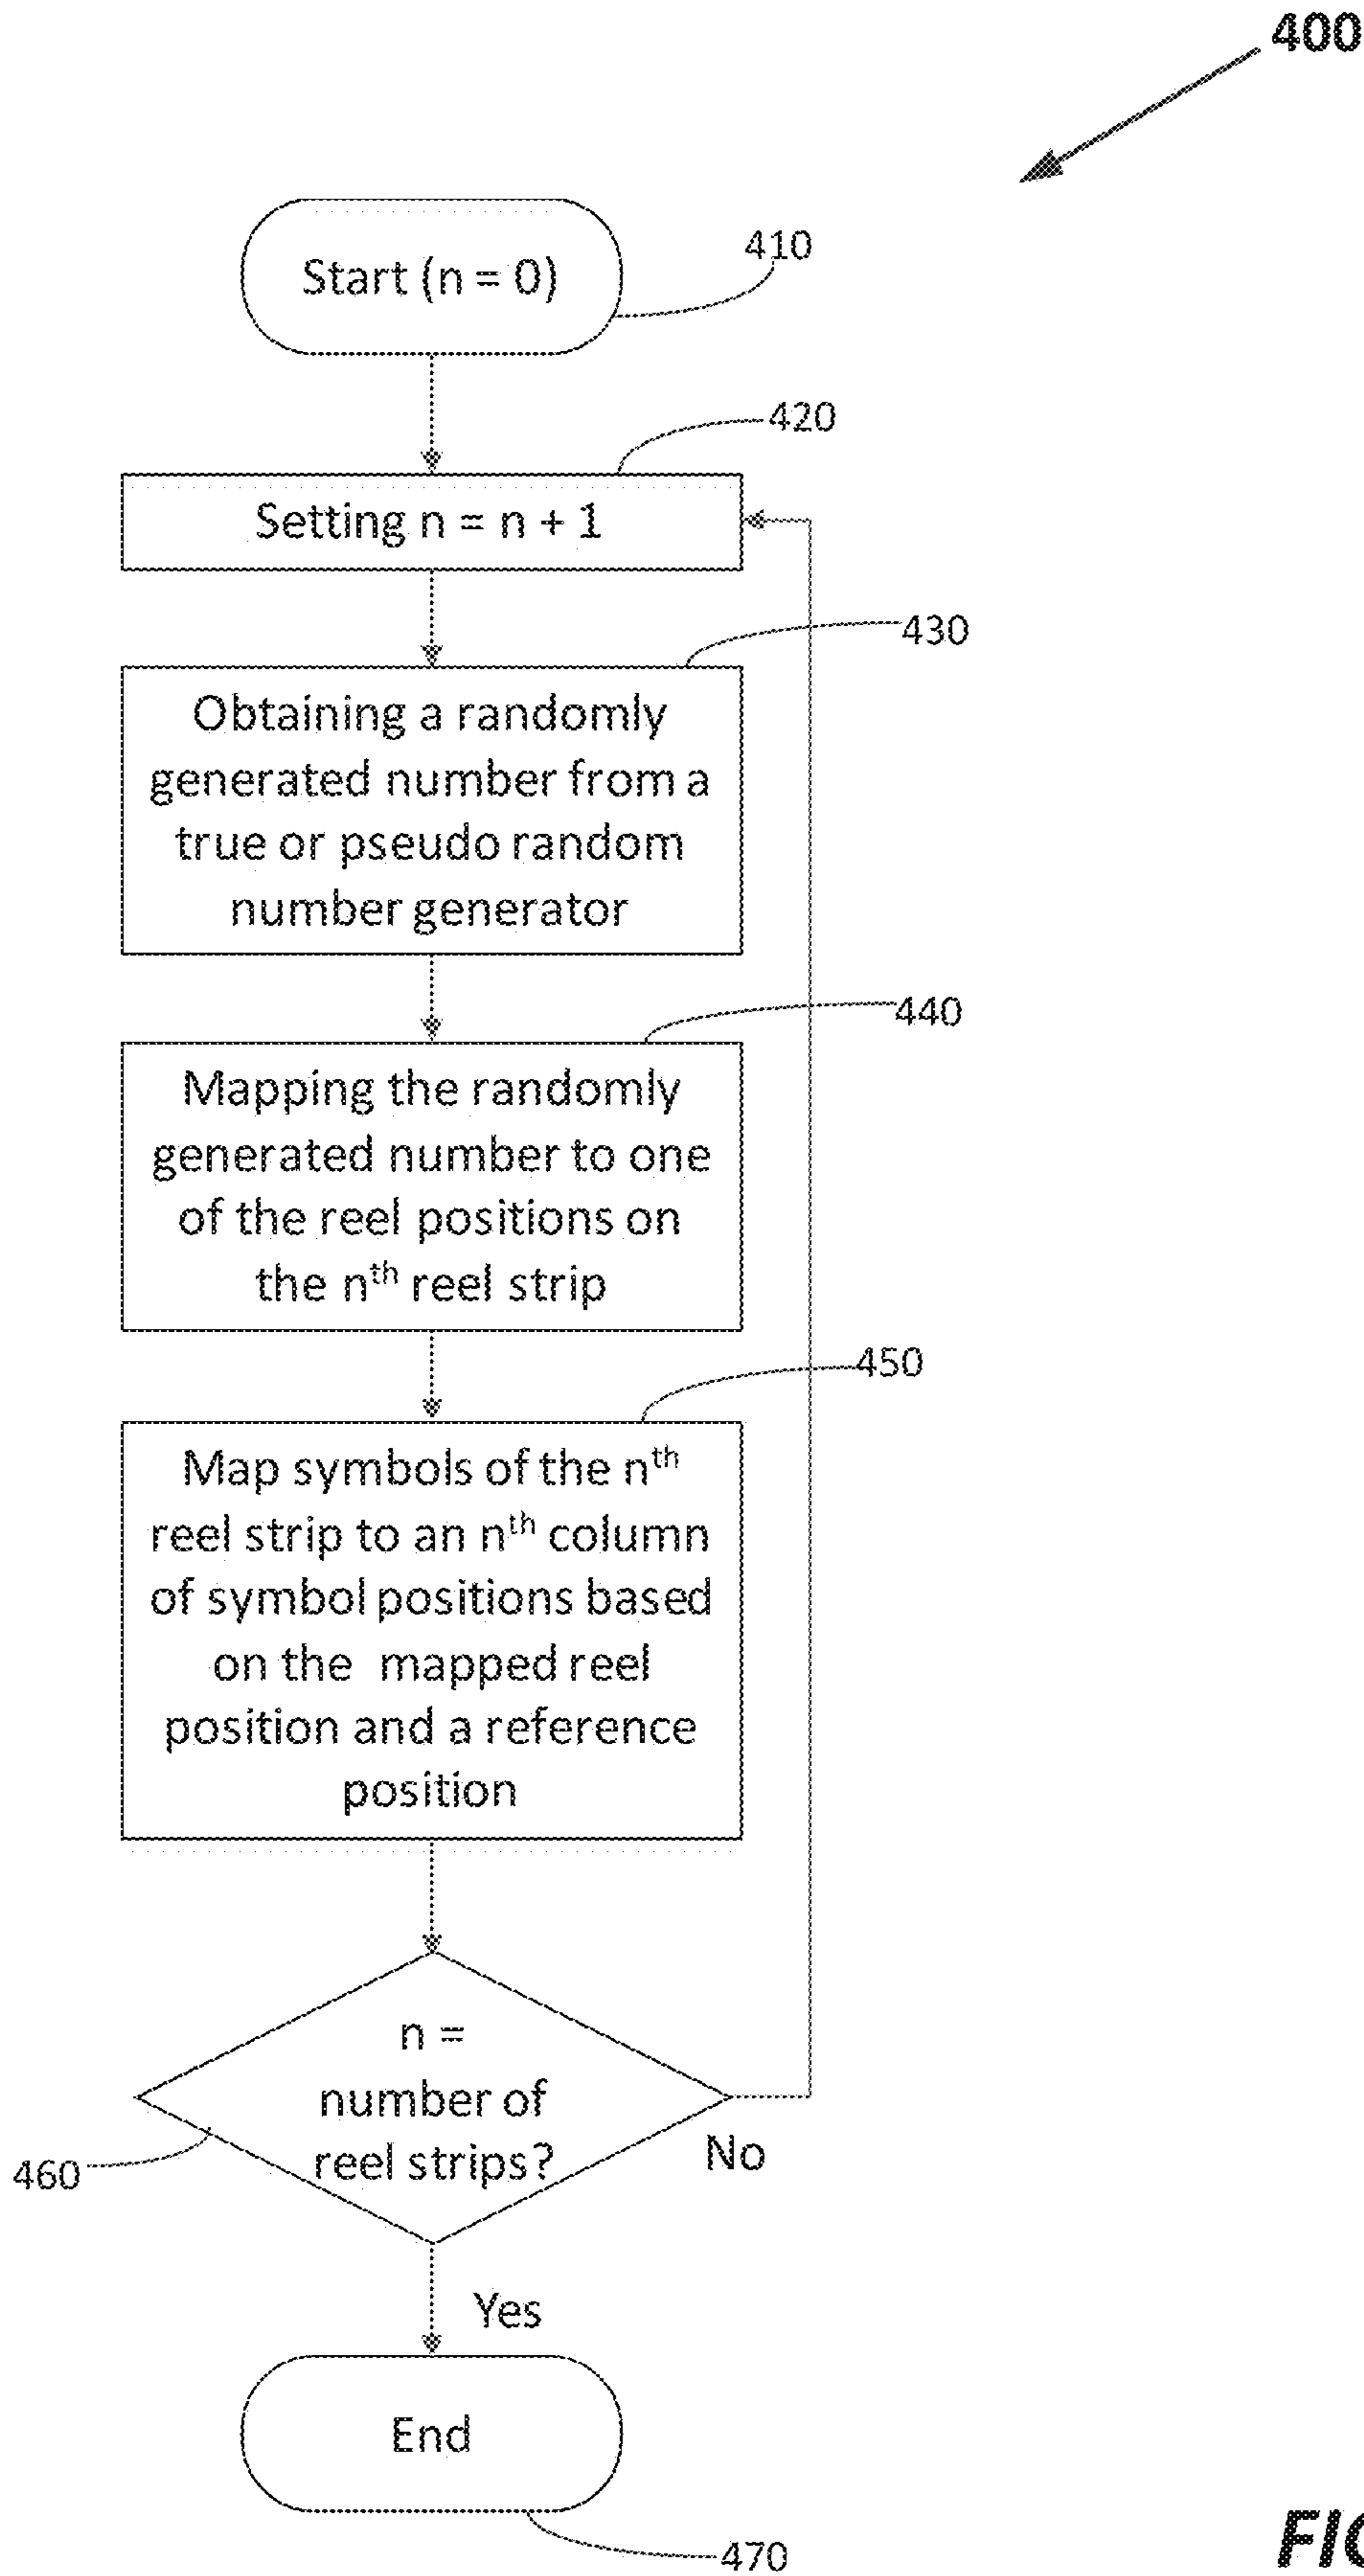 400
Start (n = 0)
410
420
Setting n = n + 1
430
Obtaining a randomly
generated number from a
true or pseudo random
number generator
440
Mapping the randomly
generated number to one
of the reel positions on
the nth reel strip
450
Map symbols of the nth
reel strip to an nth column
of symbol positions based
on the mapped reel
position and a reference
position
n =
number of
reel strips?
460
No
Yes
End
470